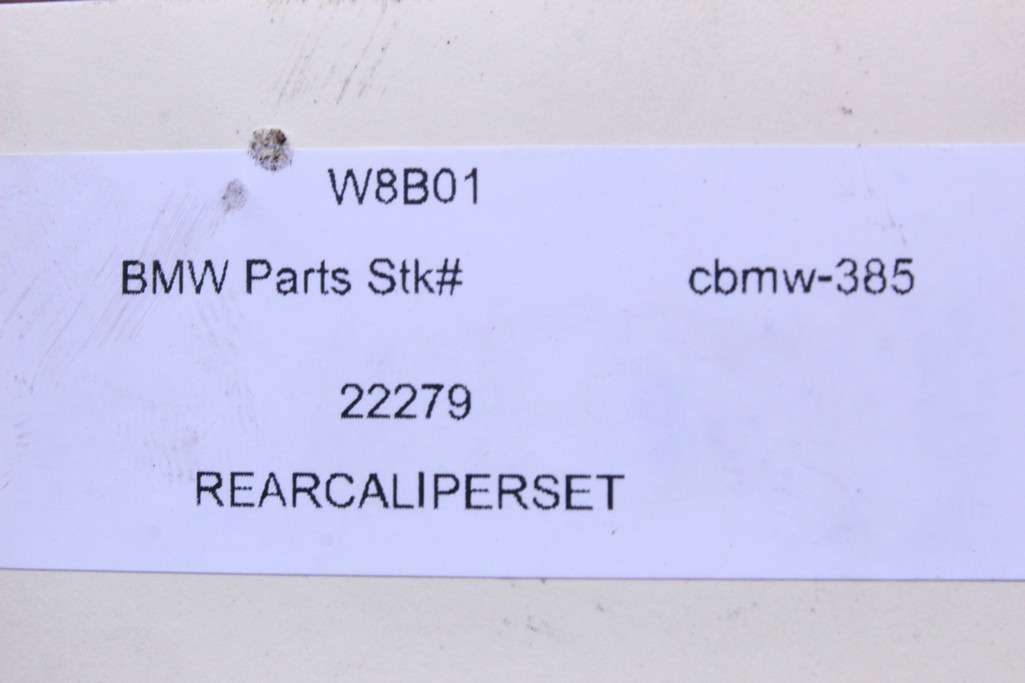 W8B01
BMW Parts Stk# cbmw-385
22279
REARCALIPERSET